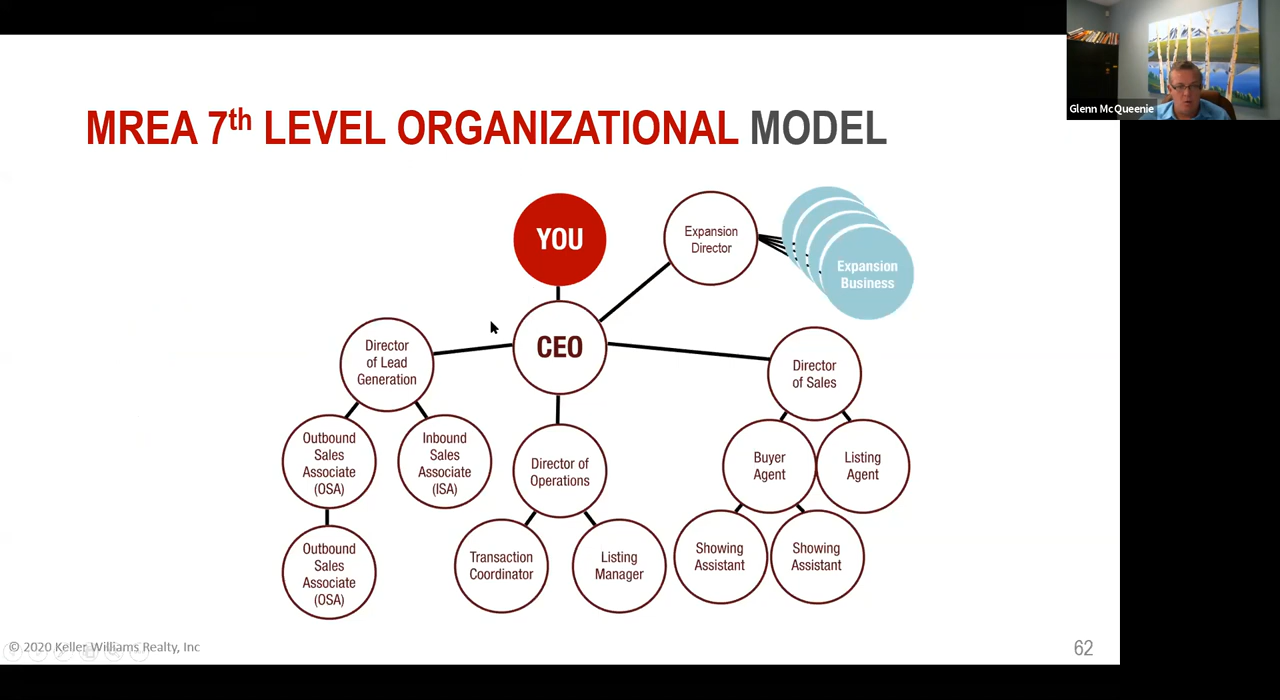 Glenn McQueenie
MREA 7th LEVEL ORGANIZATIONAL MODEL
YOU
Expansion
Director
Expansion
Business
CEO
Director
of Lead
Generation
Director
of Sales
Outbound
Sales
Associate
(OSA)
Inbound
Sales
Associate
(ISA)
Director of
Operations
Buyer
Agent
Listing
Agent
Outbound
Sales
Associate
(OSA)
Transaction
Coordinator
Listing
Manager
Showing
Assistant
Showing
Assistant
© 2020 Keller Williams Realty, Inc
62